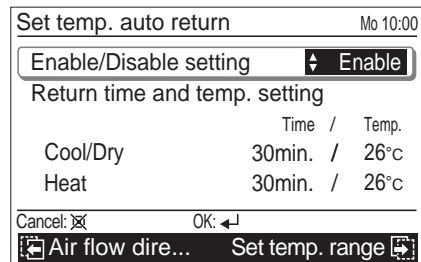 Set temp. auto return Mo 10:00
Enable/Disable setting Enable
Return time and temp. setting
Time / Temp.
Cool/Dry 30min. / 26°C
Heat 30min. / 26°C
Cancel: OK:
Air flow dire... Set temp. range